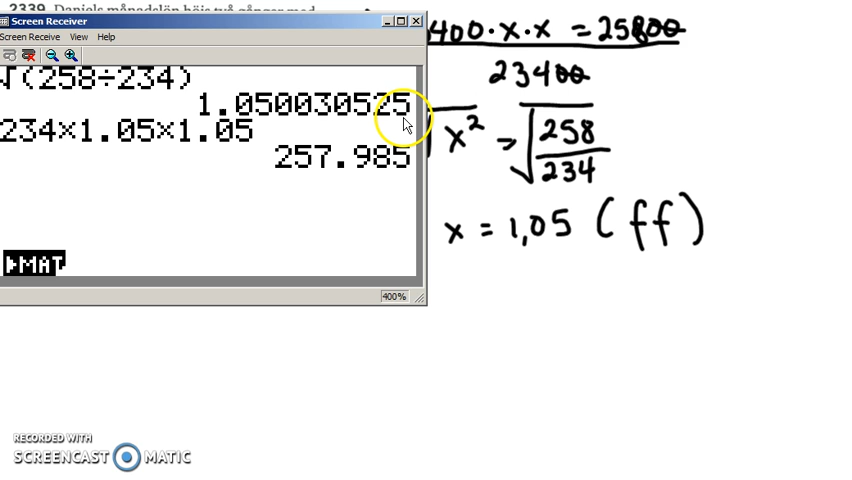 2339 Daniels månadslön höjs två gånger med
Screen Receiver
Screen Receive View Help
√(258÷234)
1.050030525
234×1.05×1.05
257.985
▶MAT
400%
400·x·x = 25800
23400
x² = √258/234
x = 1,05 (ff)
RECORDED WITH
SCREENCAST MATIC